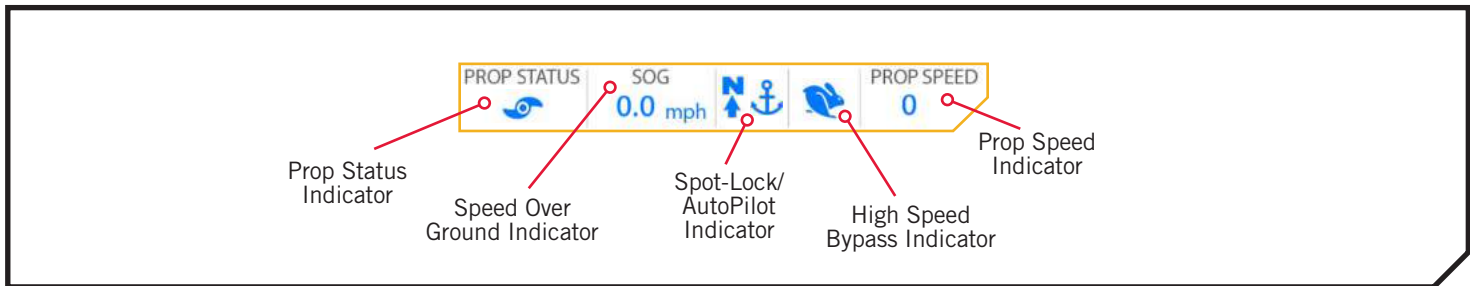 PROP STATUS
SOG
0.0 mph
N
PROP SPEED
0
Prop Status
Indicator
Speed Over
Ground Indicator
Spot-Lock/
AutoPilot
Indicator
High Speed
Bypass Indicator
Prop Speed
Indicator